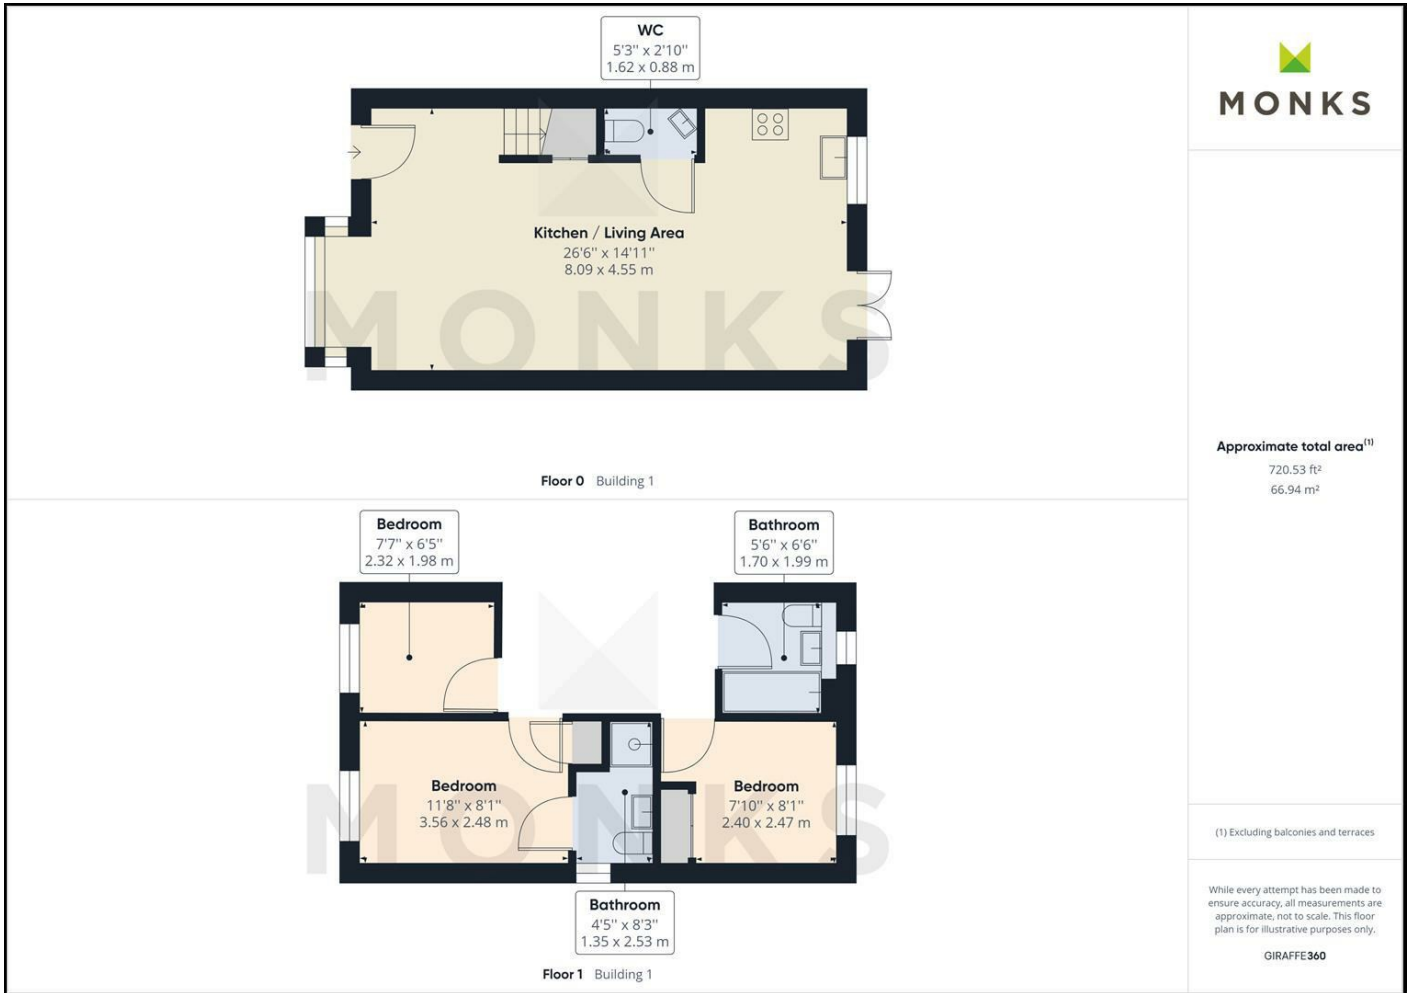 WC
5'3" x 2'10"
1.62 x 0.88 m
Kitchen / Living Area
26'6" x 14'11"
8.09 x 4.55 m
MONKS
Floor 0 Building 1
Bedroom
7'7" x 6'5"
2.32 x 1.98 m
Bathroom
5'6" x 6'6"
1.70 x 1.99 m
Bedroom
11'8" x 8'1"
3.56 x 2.48 m
Bedroom
7'10" x 8'1"
2.40 x 2.47 m
MONKS
Bathroom
4'5" x 8'3"
1.35 x 2.53 m
Floor 1 Building 1
MONKS
Approximate total area(1)
720.53 ft²
66.94 m²
(1) Excluding balconies and terraces
While every attempt has been made to
ensure accuracy, all measurements are
approximate, not to scale. This floor
plan is for illustrative purposes only.
GIRAFFE360